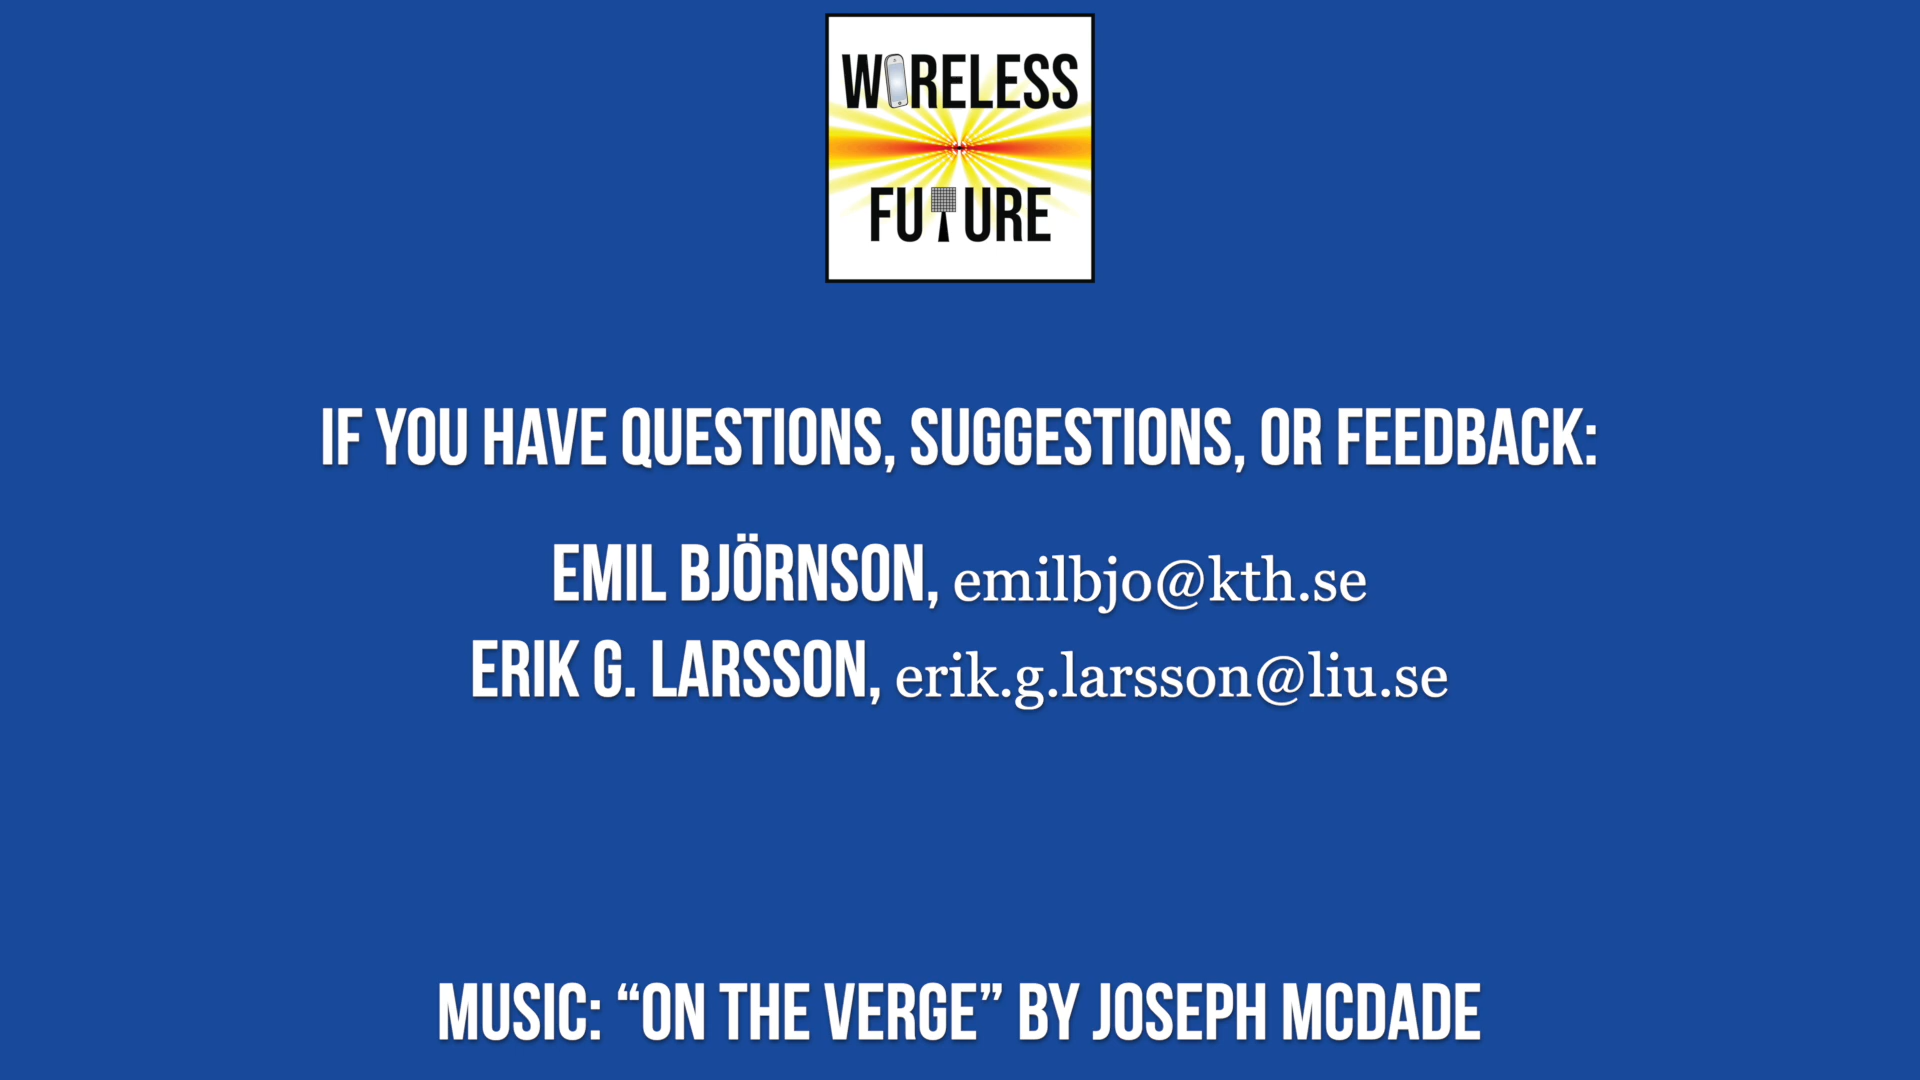 WIRELESS
FUTURE
IF YOU HAVE QUESTIONS, SUGGESTIONS, OR FEEDBACK:
EMIL BJÖRNSON, emilbjo@kth.se
ERIK G. LARSSON, erik.g.larsson@liu.se
MUSIC: “ON THE VERGE” BY JOSEPH MCDADE